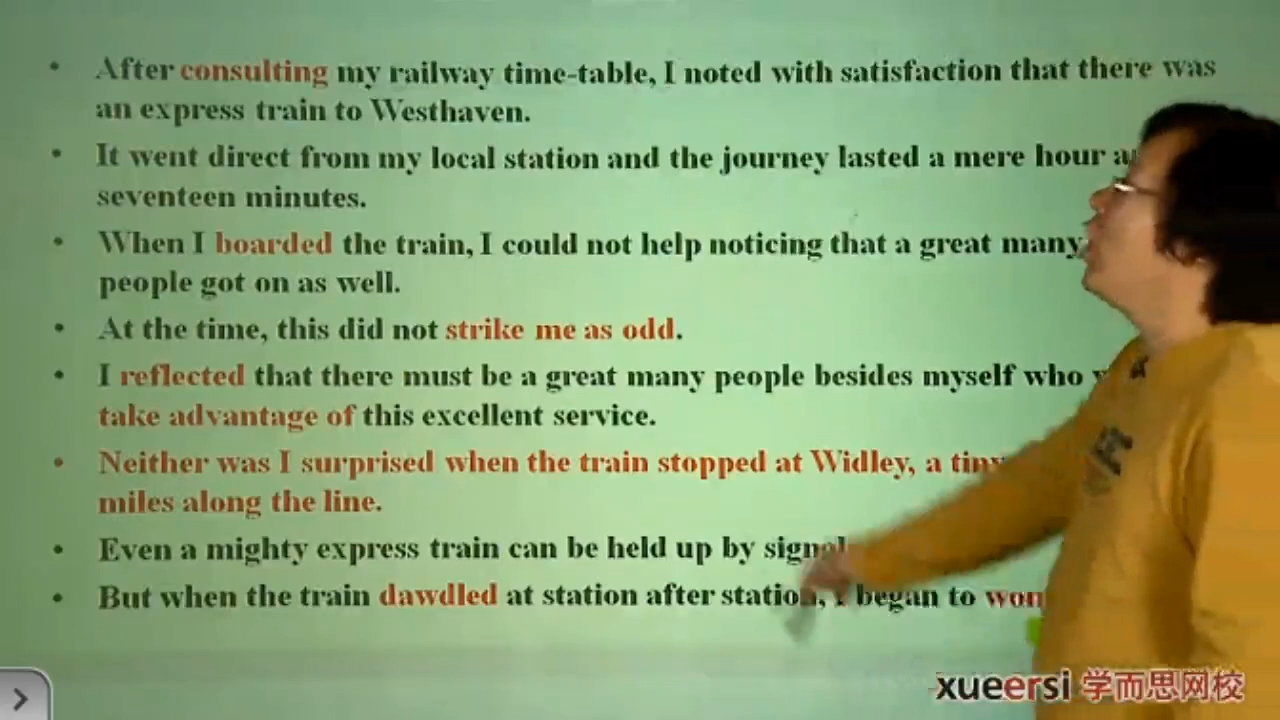 After consulting my railway time-table, I noted with satisfaction that there was
an express train to Westhaven.
It went direct from my local station and the journey lasted a mere hour
seventeen minutes.
When I boarded the train, I could not help noticing that a great many
people got on as well.
At the time, this did not strike me as odd.
I reflected that there must be a great many people besides myself who
take advantage of this excellent service.
Neither was I surprised when the train stopped at Widley, a tiny
miles along the line.
Even a mighty express train can be held up by signal
But when the train dawdled at station after station, I began to
xueersi 学而思网校